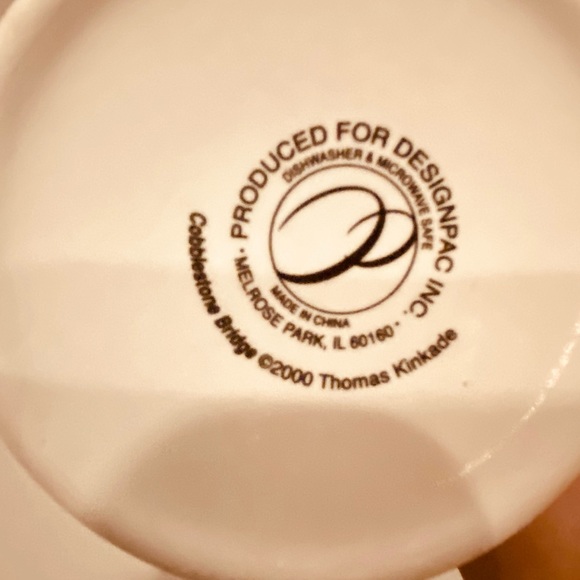 PRODUCED FOR DESIGNPAC INC.
DISHWASHER & MICROWAVE SAFE
MADE IN CHINA
· MELROSE PARK, IL 60160 ·
Cobblestone Bridge ©2000 Thomas Kinkade